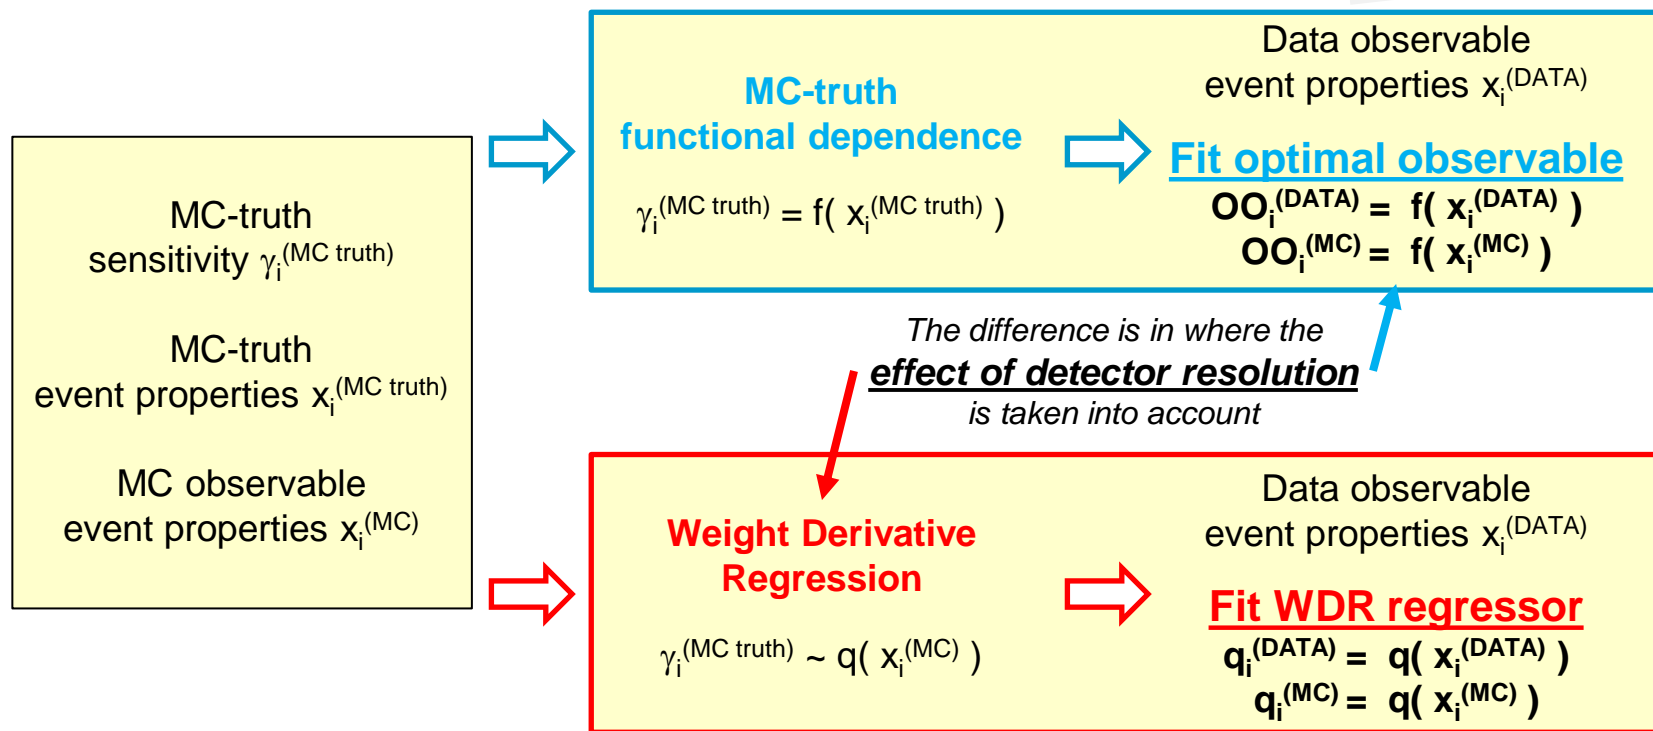 MC-truth
sensitivity γᵢ(MC truth)
MC-truth
event properties xᵢ(MC truth)
MC observable
event properties xᵢ(MC)
MC-truth
functional dependence
γᵢ(MC truth) = f( xᵢ(MC truth) )
Data observable
event properties xᵢ(DATA)
Fit optimal observable
OOᵢ(DATA) = f( xᵢ(DATA) )
OOᵢ(MC) = f( xᵢ(MC) )
The difference is in where the
effect of detector resolution
is taken into account
Weight Derivative
Regression
γᵢ(MC truth) ~ q( xᵢ(MC) )
Data observable
event properties xᵢ(DATA)
Fit WDR regressor
qᵢ(DATA) = q( xᵢ(DATA) )
qᵢ(MC) = q( xᵢ(MC) )